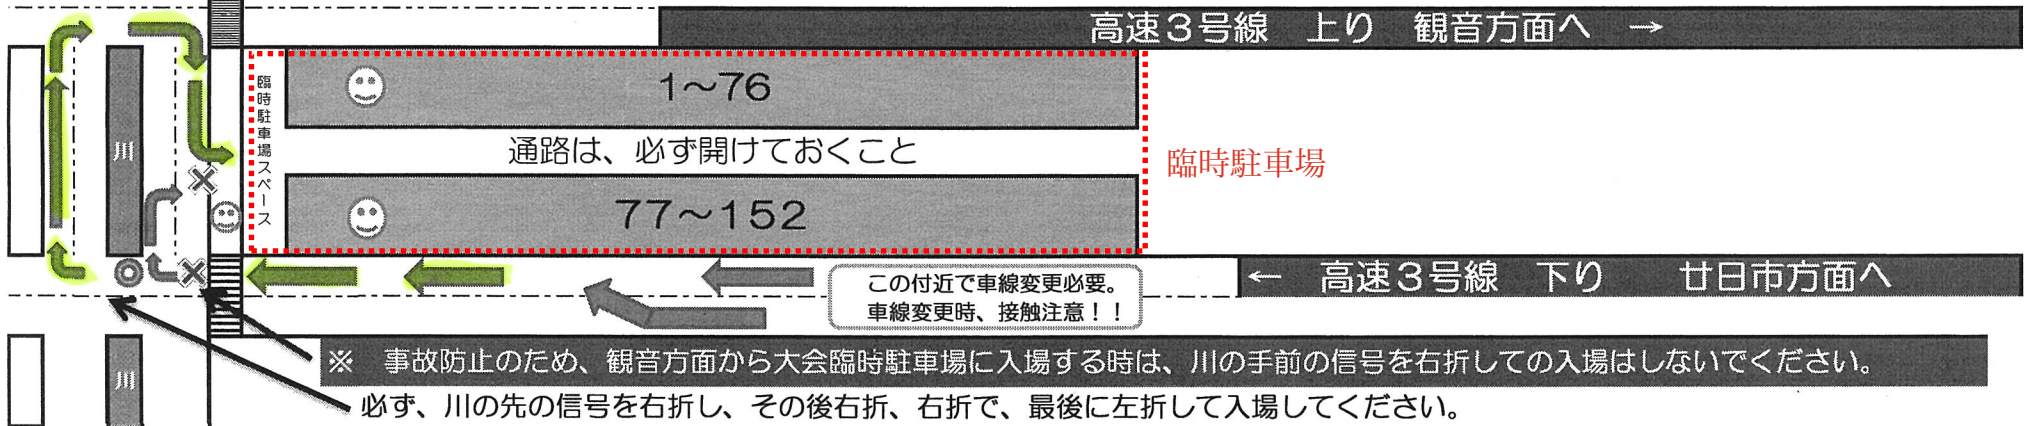 高速３号線　上り　観音方面へ　→
臨時駐車場スペース
1～76
川
通路は、必ず開けておくこと
臨時駐車場
77～152
この付近で車線変更必要。
車線変更時、接触注意！！
←　高速３号線　下り　廿日市方面へ
※　事故防止のため、観音方面から大会臨時駐車場に入場する時は、川の手前の信号を右折しての入場はしないでください。
川
必ず、川の先の信号を右折し、その後右折、右折で、最後に左折して入場してください。